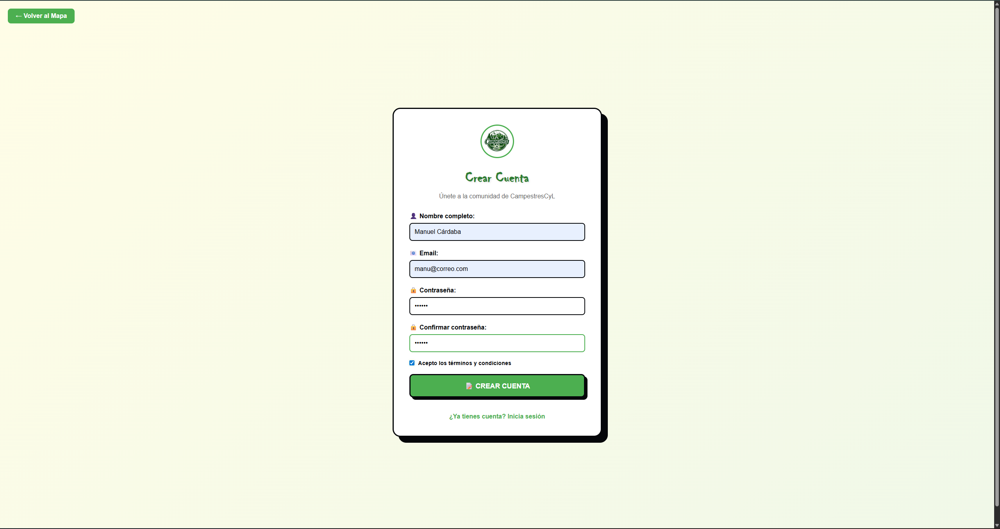 ← Volver al Mapa
Campestres
CYL
Crear Cuenta
Únete a la comunidad de CampestresCyL
Nombre completo:
Manuel Cárdaba
Email:
manu@correo.com
Contraseña:
••••••
Confirmar contraseña:
••••••
Acepto los términos y condiciones
CREAR CUENTA
¿Ya tienes cuenta? Inicia sesión